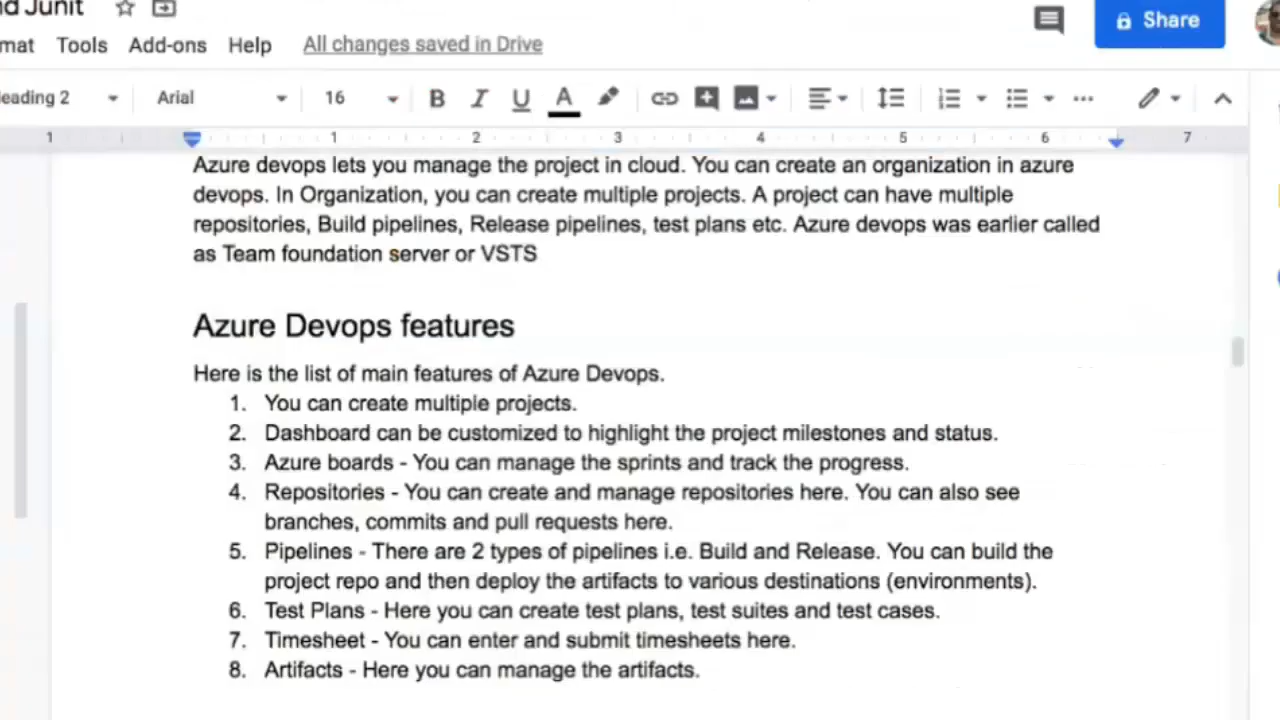 nd Junit
mat Tools Add-ons Help All changes saved in Drive Share
eading 2 Arial 16 B I U A
1 1 2 3 4 5 6 7
Azure devops lets you manage the project in cloud. You can create an organization in azure
devops. In Organization, you can create multiple projects. A project can have multiple
repositories, Build pipelines, Release pipelines, test plans etc. Azure devops was earlier called
as Team foundation server or VSTS
Azure Devops features
Here is the list of main features of Azure Devops.
1. You can create multiple projects.
2. Dashboard can be customized to highlight the project milestones and status.
3. Azure boards - You can manage the sprints and track the progress.
4. Repositories - You can create and manage repositories here. You can also see
branches, commits and pull requests here.
5. Pipelines - There are 2 types of pipelines i.e. Build and Release. You can build the
project repo and then deploy the artifacts to various destinations (environments).
6. Test Plans - Here you can create test plans, test suites and test cases.
7. Timesheet - You can enter and submit timesheets here.
8. Artifacts - Here you can manage the artifacts.